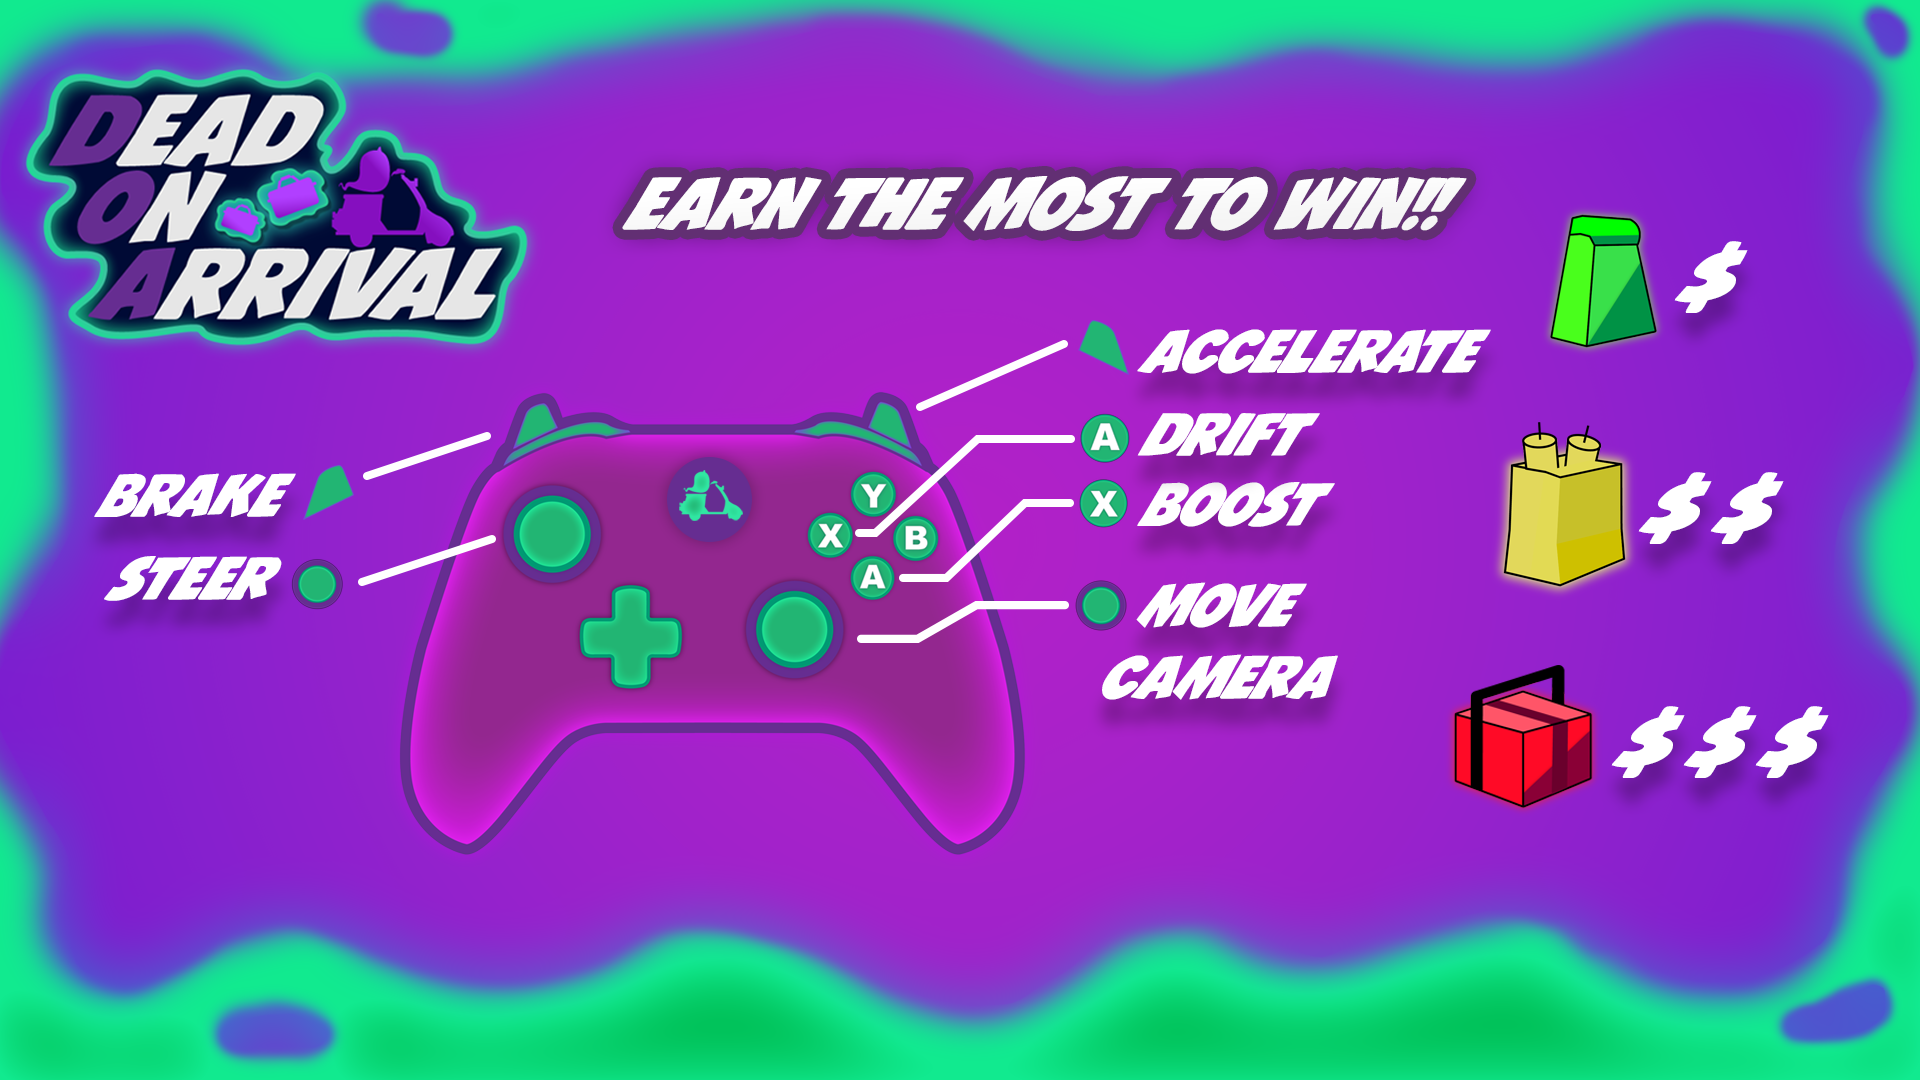 DEAD
ON
ARRIVAL
EARN THE MOST TO WIN!!
$
ACCELERATE
A DRIFT
X BOOST
BRAKE
STEER
Y
X
B
A
MOVE
CAMERA
$$
$$$